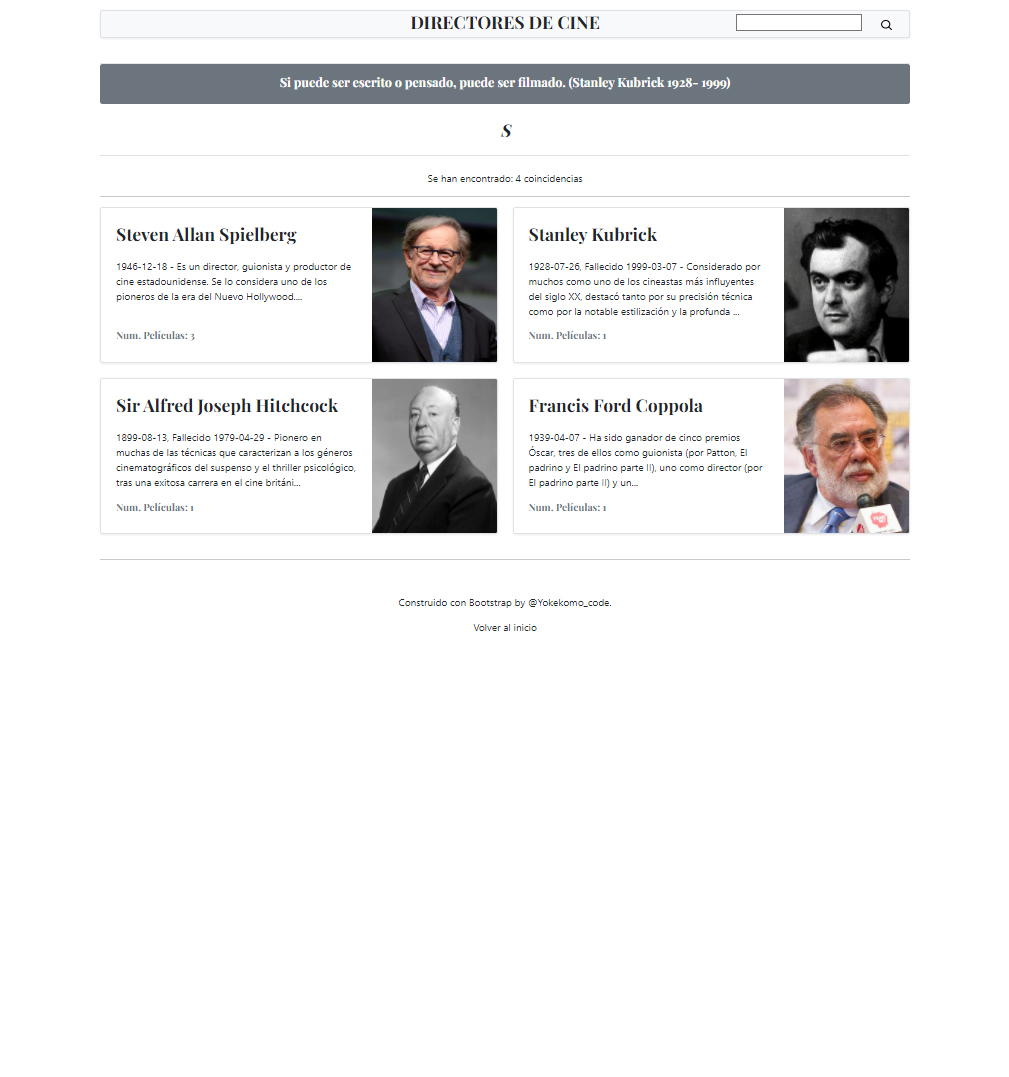 DIRECTORES DE CINE
Si puede ser escrito o pensado, puede ser filmado. (Stanley Kubrick 1928- 1999)
S
Se han encontrado: 4 coincidencias
Steven Allan Spielberg
1946-12-18 - Es un director, guionista y productor de
cine estadounidense. Se lo considera uno de los
pioneros de la era del Nuevo Hollywood....
Num. Películas: 3
Stanley Kubrick
1928-07-26, Fallecido 1999-03-07 - Considerado por
muchos como uno de los cineastas más influyentes
del siglo XX, destacó tanto por su precisión técnica
como por la notable estilización y la profunda ...
Num. Películas: 1
Sir Alfred Joseph Hitchcock
1899-08-13, Fallecido 1979-04-29 - Pionero en
muchas de las técnicas que caracterizan a los géneros
cinematográficos del suspenso y el thriller psicológico,
tras una exitosa carrera en el cine británi...
Num. Películas: 1
Francis Ford Coppola
1939-04-07 - Ha sido ganador de cinco premios
Óscar, tres de ellos como guionista (por Patton, El
padrino y El padrino parte II), uno como director (por
El padrino parte II) y un...
Num. Películas: 1
Construido con Bootstrap by @Yokekomo_code.
Volver al inicio